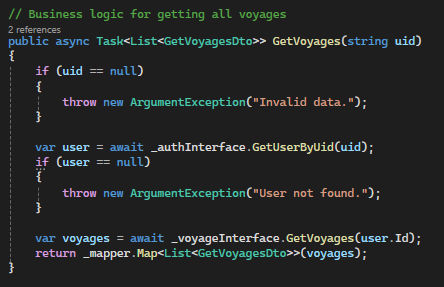 // Business logic for getting all voyages
2 references
public async Task<List<GetVoyagesDto>> GetVoyages(string uid)
{
    if (uid == null)
    {
        throw new ArgumentException("Invalid data.");
    }

    var user = await _authInterface.GetUserByUid(uid);
    if (user == null)
    {
        throw new ArgumentException("User not found.");
    }

    var voyages = await _voyageInterface.GetVoyages(user.Id);
    return _mapper.Map<List<GetVoyagesDto>>(voyages);
}